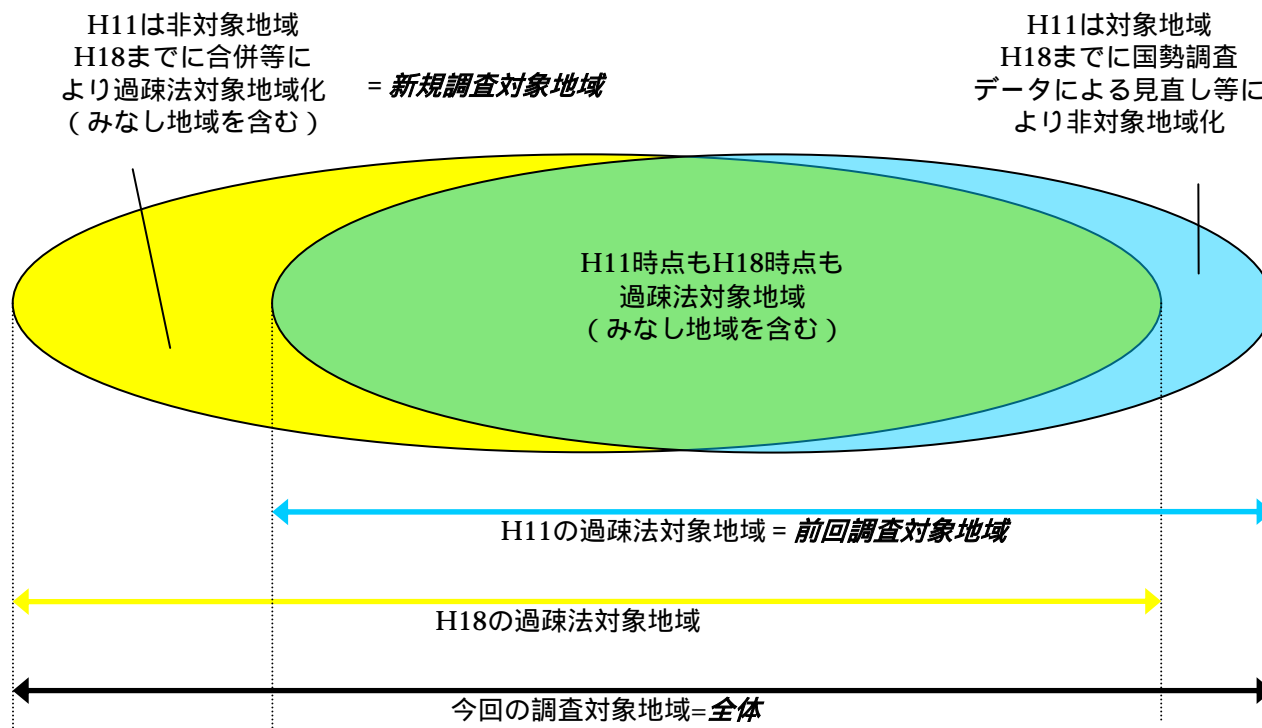 H11は非対象地域
H18までに合併等に
より過疎法対象地域化
(みなし地域を含む)
= 新規調査対象地域
H11は対象地域
H18までに国勢調査
データによる見直し等に
より非対象地域化
H11時点もH18時点も
過疎法対象地域
(みなし地域を含む)
H11の過疎法対象地域 = 前回調査対象地域
H18の過疎法対象地域
今回の調査対象地域=全体